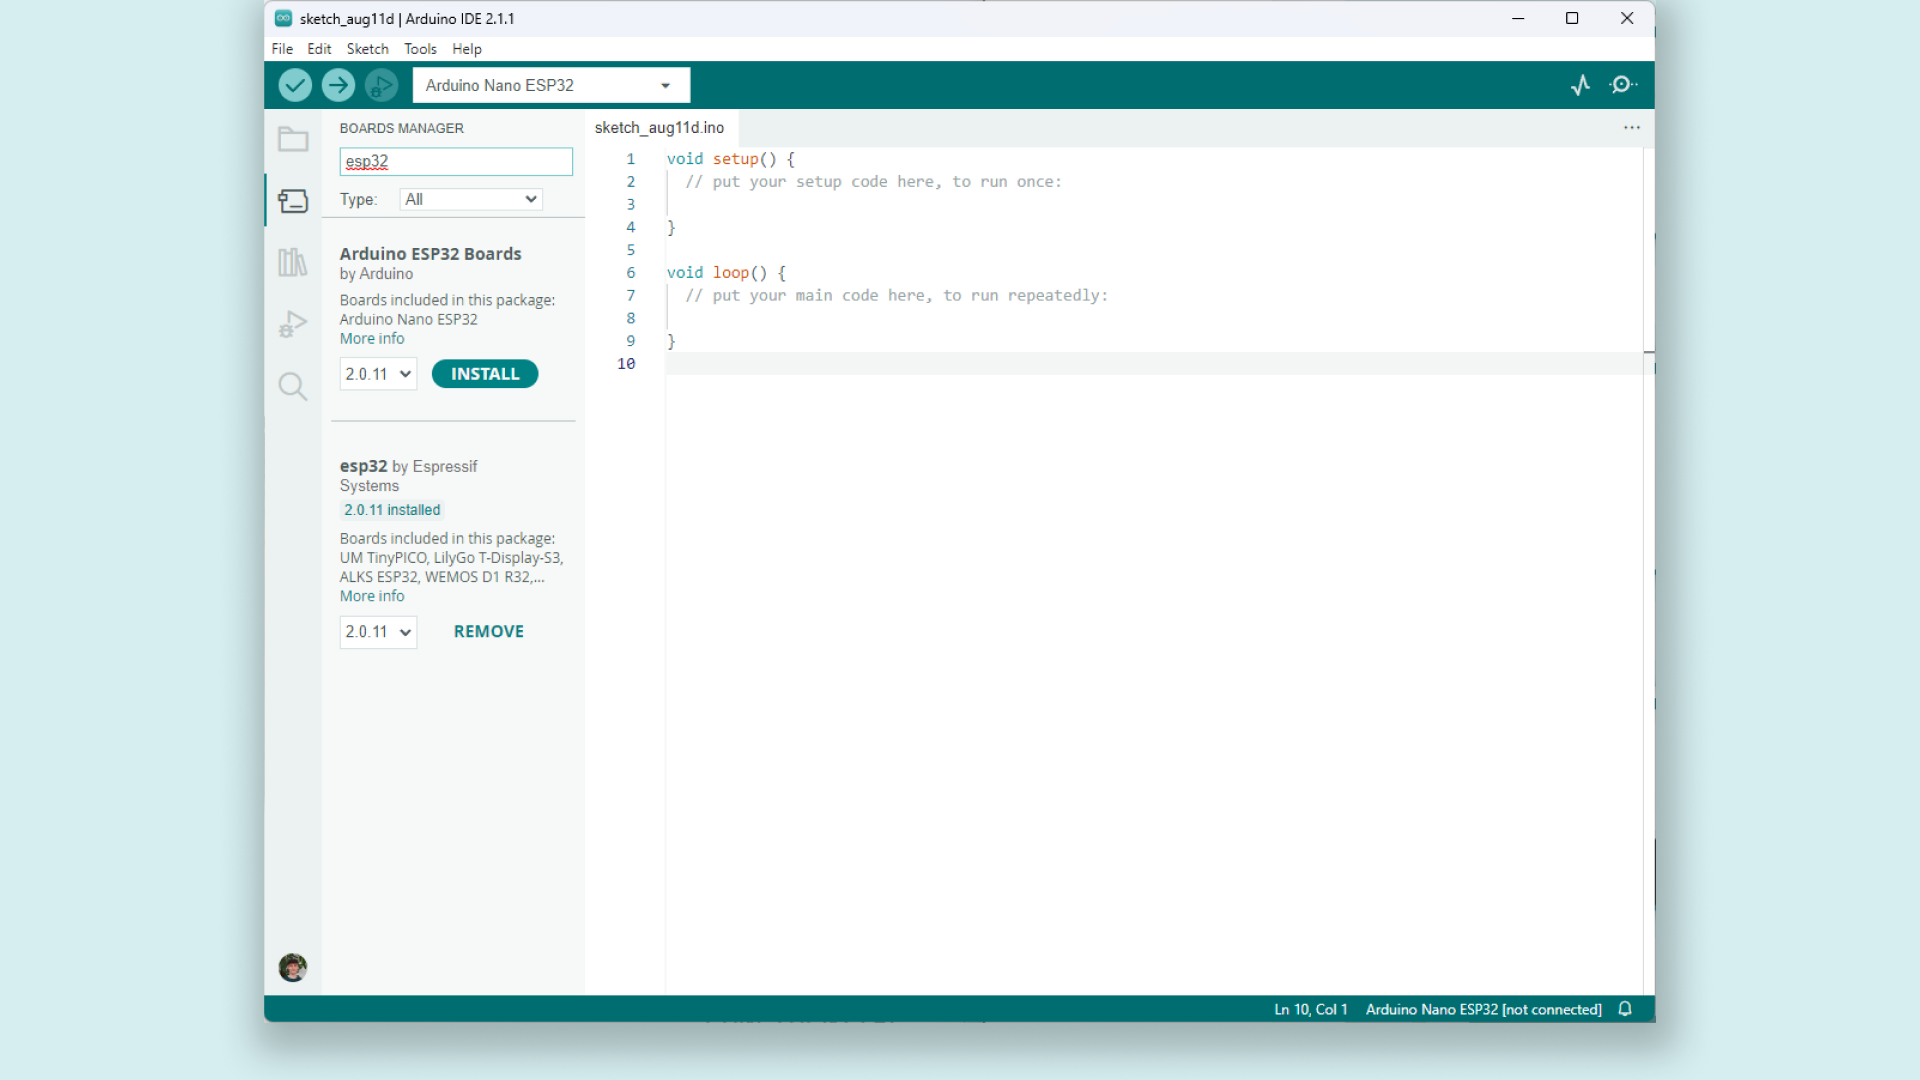 sketch_aug11d | Arduino IDE 2.1.1
File Edit Sketch Tools Help
Arduino Nano ESP32
BOARDS MANAGER
esp32
Type: All
Arduino ESP32 Boards
by Arduino
Boards included in this package:
Arduino Nano ESP32
More info
2.0.11 INSTALL
esp32 by Espressif
Systems
2.0.11 installed
Boards included in this package:
UM TinyPICO, LilyGo T-Display-S3,
ALKS ESP32, WEMOS D1 R32,...
More info
2.0.11 REMOVE
sketch_aug11d.ino
1 void setup() {
2 // put your setup code here, to run once:
3
4 }
5
6 void loop() {
7 // put your main code here, to run repeatedly:
8
9 }
10
Ln 10, Col 1 Arduino Nano ESP32 [not connected]